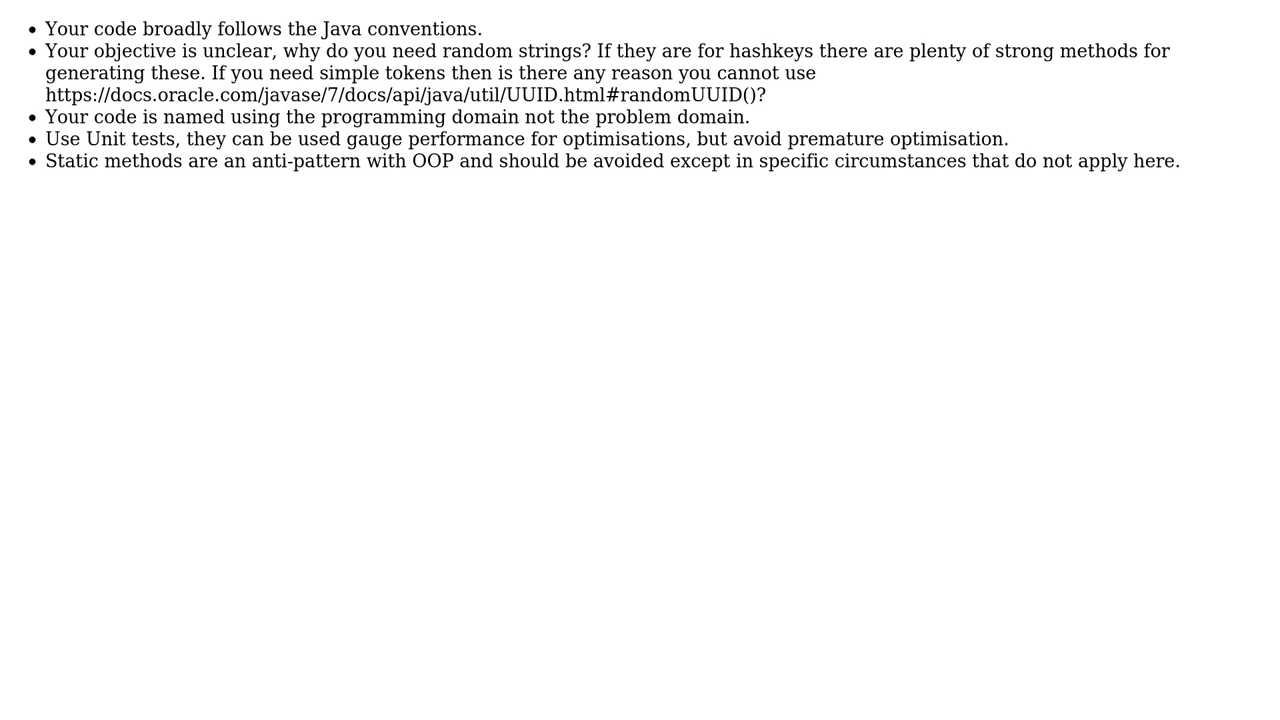 • Your code broadly follows the Java conventions.
• Your objective is unclear, why do you need random strings? If they are for hashkeys there are plenty of strong methods for
generating these. If you need simple tokens then is there any reason you cannot use
https://docs.oracle.com/javase/7/docs/api/java/util/UUID.html#randomUUID()?
• Your code is named using the programming domain not the problem domain.
• Use Unit tests, they can be used gauge performance for optimisations, but avoid premature optimisation.
• Static methods are an anti-pattern with OOP and should be avoided except in specific circumstances that do not apply here.